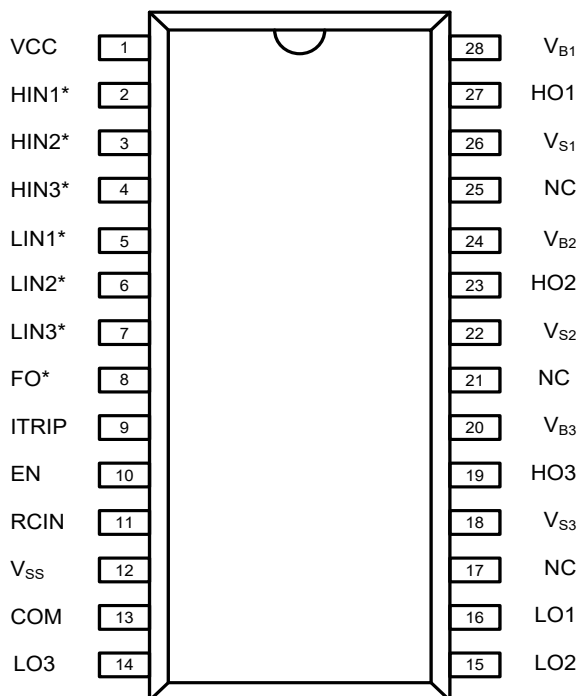 VCC 1 28 VB1
HIN1* 2 27 HO1
HIN2* 3 26 VS1
HIN3* 4 25 NC
LIN1* 5 24 VB2
LIN2* 6 23 HO2
LIN3* 7 22 VS2
FO* 8 21 NC
ITRIP 9 20 VB3
EN 10 19 HO3
RCIN 11 18 VS3
VSS 12 17 NC
COM 13 16 LO1
LO3 14 15 LO2